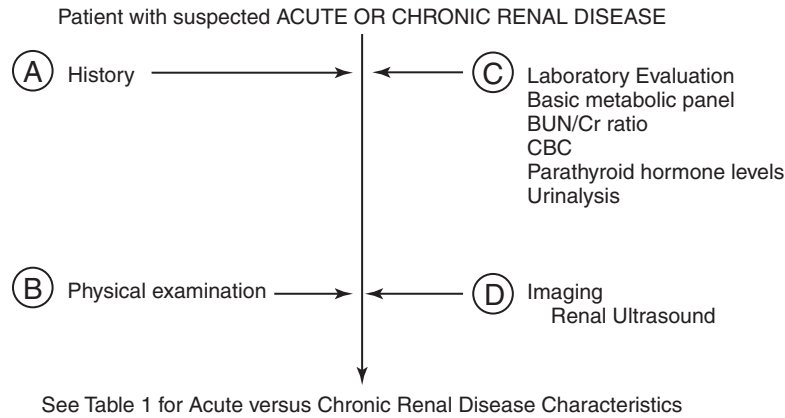 Patient with suspected ACUTE OR CHRONIC RENAL DISEASE
A History
C Laboratory Evaluation
Basic metabolic panel
BUN/Cr ratio
CBC
Parathyroid hormone levels
Urinalysis
B Physical examination
D Imaging
Renal Ultrasound
See Table 1 for Acute versus Chronic Renal Disease Characteristics